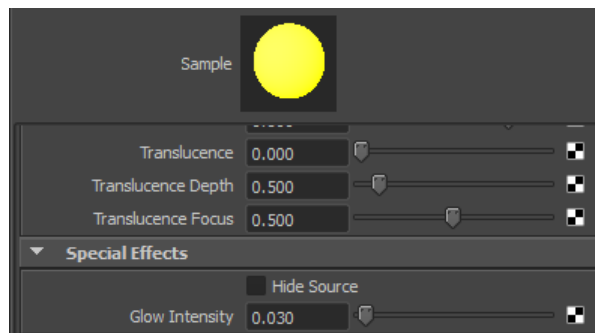 Sample
Translucence 0.000
Translucence Depth 0.500
Translucence Focus 0.500
Special Effects
Hide Source
Glow Intensity 0.030